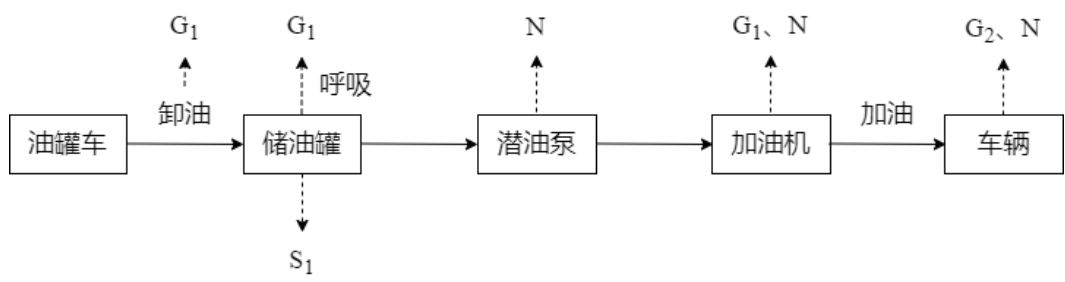 G₁ G₁ N G₁、N G₂、N
呼吸
卸油 加油
油罐车 储油罐 潜油泵 加油机 车辆
S₁